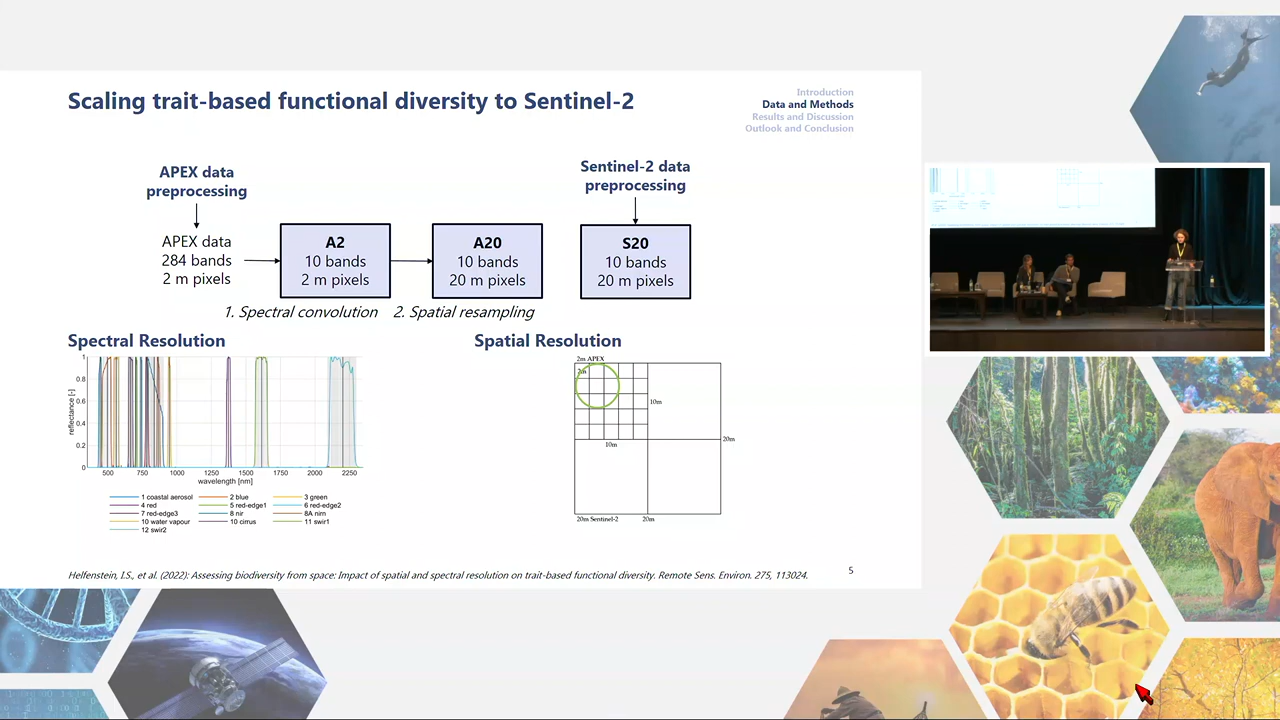 Scaling trait-based functional diversity to Sentinel-2
Introduction
Data and Methods
Results and Discussion
Outlook and Conclusion
APEX data
preprocessing
Sentinel-2 data
preprocessing
APEX data
284 bands
2 m pixels
A2
10 bands
2 m pixels
A20
10 bands
20 m pixels
S20
10 bands
20 m pixels
1. Spectral convolution
2. Spatial resampling
Spectral Resolution
reflectance [-]
1
0.8
0.6
0.4
0.2
0
500 750 1000 1250 1500 1750 2000 2250
wavelength [nm]
1 coastal aerosol 2 blue 3 green
4 red 5 red-edge1 6 red-edge2
7 red-edge3 8 nir 8A nirn
10 water vapour 10 cirrus 11 swir1
12 swir2
Spatial Resolution
2m APEX
2m
10m
20m
10m
20m Sentinel-2 20m
Helfenstein, I.S., et al. (2022): Assessing biodiversity from space: Impact of spatial and spectral resolution on trait-based functional diversity. Remote Sens. Environ. 275, 113024.
5